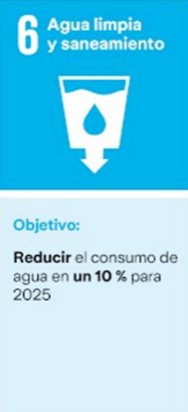 6 Agua limpia
y saneamiento
Objetivo:
Reducir el consumo de
agua en un 10 % para
2025